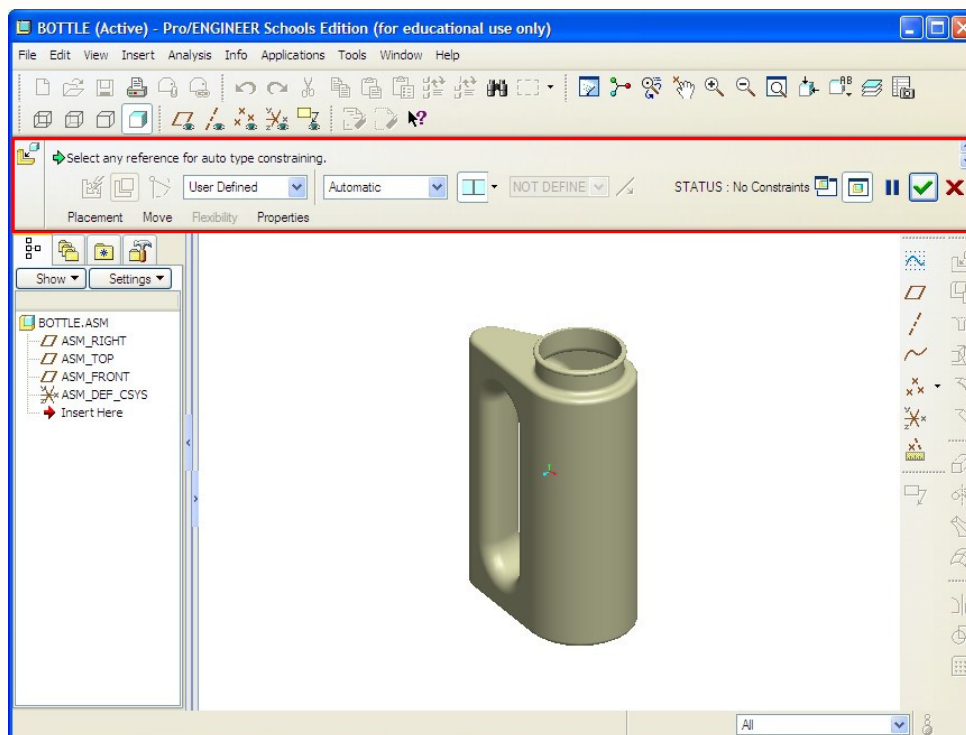 BOTTLE (Active) - Pro/ENGINEER Schools Edition (for educational use only)
File Edit View Insert Analysis Info Applications Tools Window Help
Select any reference for auto type constraining.
User Defined Automatic NOT DEFINE STATUS : No Constraints
Placement Move Flexibility Properties
Show Settings
BOTTLE.ASM
ASM_RIGHT
ASM_TOP
ASM_FRONT
ASM_DEF_CSYS
Insert Here
All